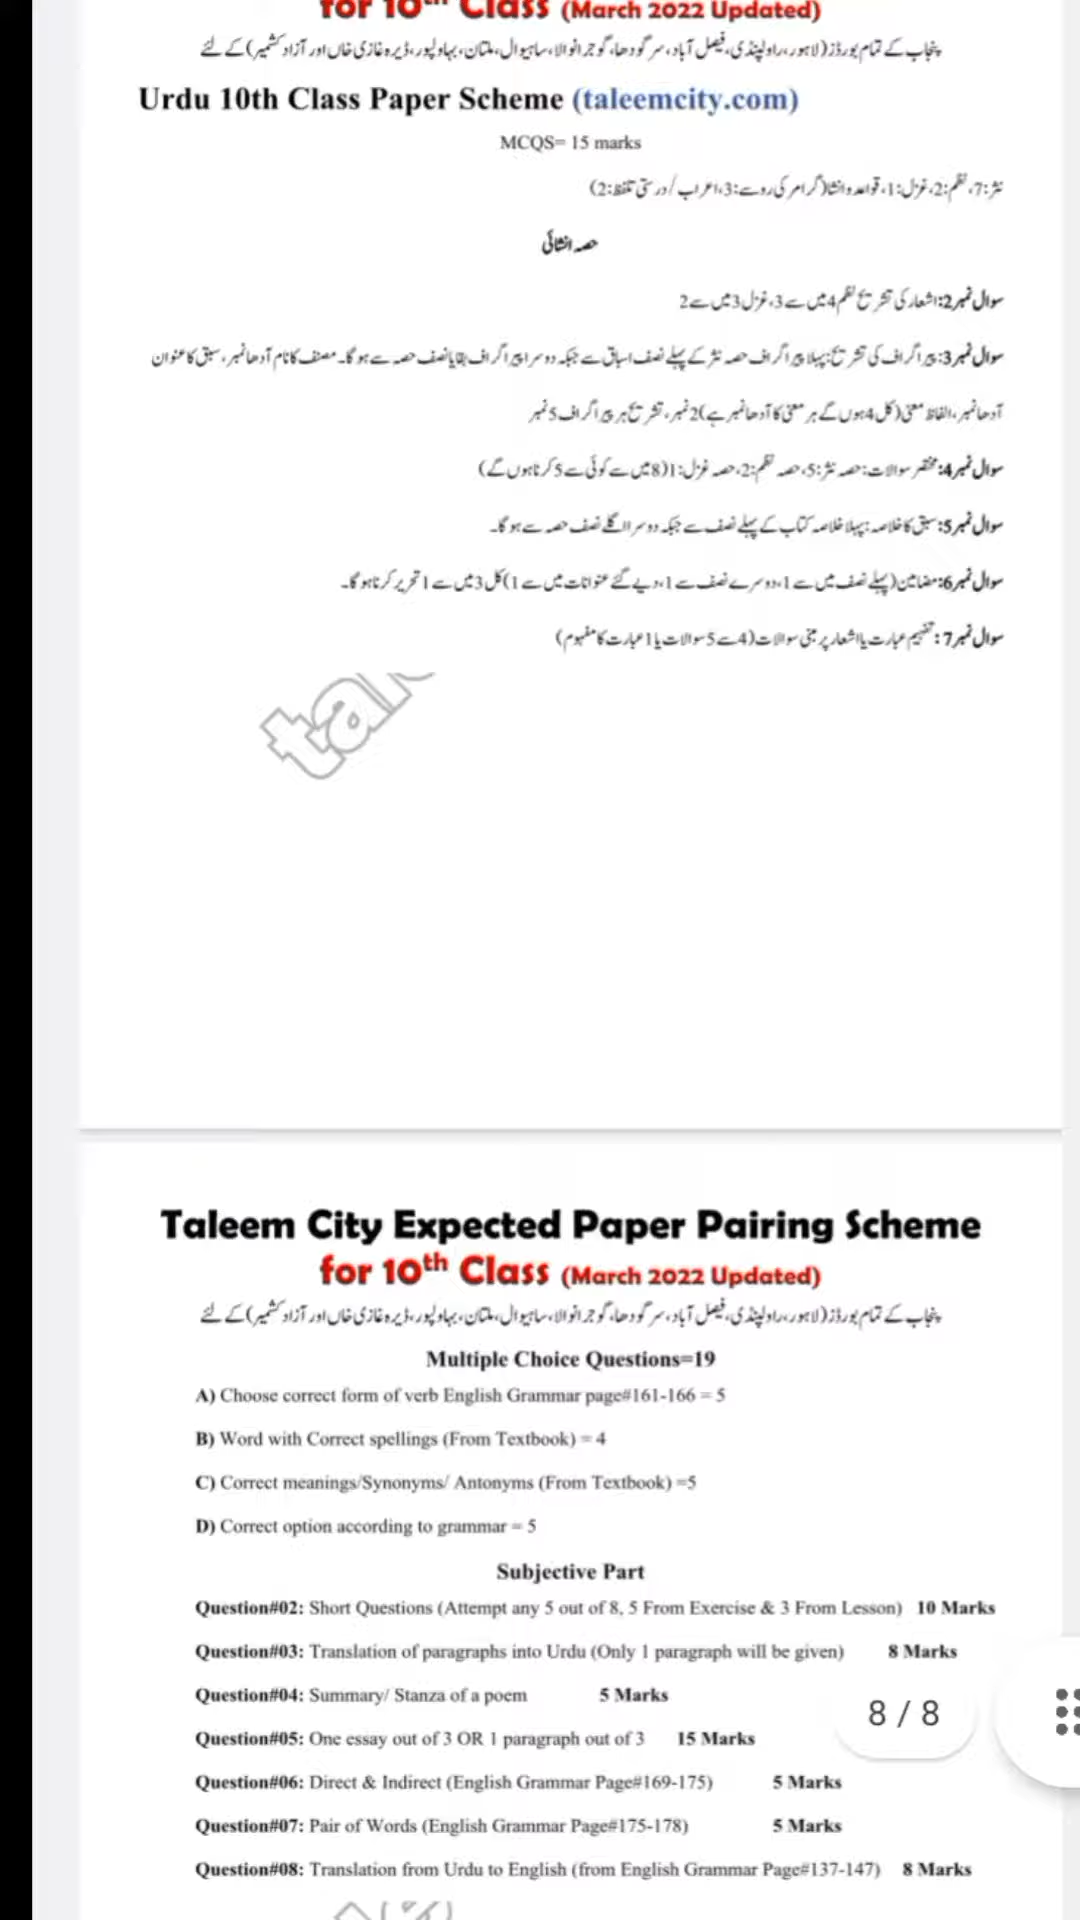 for 10th Class (March 2022 Updated)
پنجاب کے تمام بورڈز (لاہور، راولپنڈی، فیصل آباد، سرگودھا، گوجرانوالا، ساہیوال، ملتان، بہاولپور، ڈیرہ غازی خاں اور آزاد کشمیر) کے لئے
Urdu 10th Class Paper Scheme (taleemcity.com)
MCQS= 15 marks
نثر:7، نظم:2، غزل:1، قواعد و انشا (گرامر کی رو سے:3، اعراب/درستی تلفظ:2)
حصہ انشائی
سوال نمبر2: اشعار کی تشریح نظم 4 میں سے 3، غزل 3 میں سے 2
سوال نمبر3: پیراگراف کی تشریح: پہلا پیراگراف حصہ نثر کے پہلے نصف اسباق سے جبکہ دوسرا پیراگراف بقایا نصف حصہ سے ہوگا۔ مصنف کا نام آدھا نمبر، سبق کا عنوان
آدھا نمبر، الفاظ معنی (کل 4 ہوں گے ہر معنی کا آدھا نمبر ہے) 2 نمبر، تشریح ہر پیراگراف 5 نمبر
سوال نمبر4: مختصر سوالات: حصہ نثر:5، حصہ نظم:2، حصہ غزل:1 (8 میں سے کوئی سے 5 کرنا ہوں گے)
سوال نمبر5: سبق کا خلاصہ: پہلا خلاصہ کتاب کے پہلے نصف سے جبکہ دوسرا اگلے نصف حصہ سے ہوگا۔
سوال نمبر6: مضامین (پہلے نصف میں سے 1، دوسرے نصف سے 1، دیے گئے عنوانات میں سے 1) کل 3 میں سے 1 تحریر کرنا ہوگا۔
سوال نمبر7: تفہیم عبارت یا اشعار پر مبنی سوالات (4 سے 5 سوالات یا 1 عبارت کا مفہوم)
Taleem City Expected Paper Pairing Scheme
for 10th Class (March 2022 Updated)
پنجاب کے تمام بورڈز (لاہور، راولپنڈی، فیصل آباد، سرگودھا، گوجرانوالا، ساہیوال، ملتان، بہاولپور، ڈیرہ غازی خاں اور آزاد کشمیر) کے لئے
Multiple Choice Questions=19
A) Choose correct form of verb English Grammar page#161-166 = 5
B) Word with Correct spellings (From Textbook) = 4
C) Correct meanings/Synonyms/ Antonyms (From Textbook) =5
D) Correct option according to grammar = 5
Subjective Part
Question#02: Short Questions (Attempt any 5 out of 8, 5 From Exercise & 3 From Lesson) 10 Marks
Question#03: Translation of paragraphs into Urdu (Only 1 paragraph will be given) 8 Marks
Question#04: Summary/ Stanza of a poem 5 Marks
8 / 8
Question#05: One essay out of 3 OR 1 paragraph out of 3 15 Marks
Question#06: Direct & Indirect (English Grammar Page#169-175) 5 Marks
Question#07: Pair of Words (English Grammar Page#175-178) 5 Marks
Question#08: Translation from Urdu to English (from English Grammar Page#137-147) 8 Marks